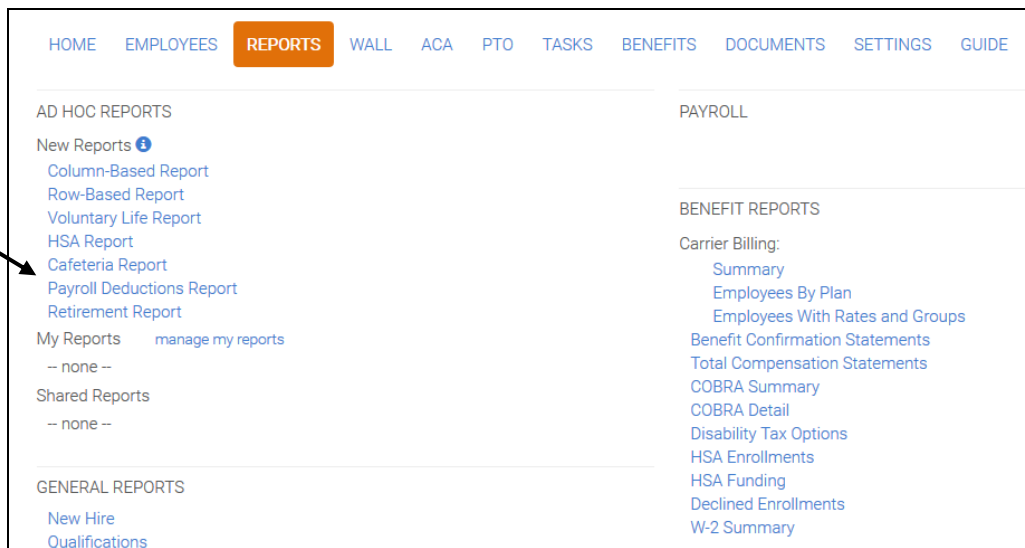 HOME EMPLOYEES REPORTS WALL ACA PTO TASKS BENEFITS DOCUMENTS SETTINGS GUIDE
AD HOC REPORTS
New Reports
Column-Based Report
Row-Based Report
Voluntary Life Report
HSA Report
Cafeteria Report
Payroll Deductions Report
Retirement Report
My Reports manage my reports
-- none --
Shared Reports
-- none --
GENERAL REPORTS
New Hire
Qualifications
PAYROLL
BENEFIT REPORTS
Carrier Billing:
Summary
Employees By Plan
Employees With Rates and Groups
Benefit Confirmation Statements
Total Compensation Statements
COBRA Summary
COBRA Detail
Disability Tax Options
HSA Enrollments
HSA Funding
Declined Enrollments
W-2 Summary